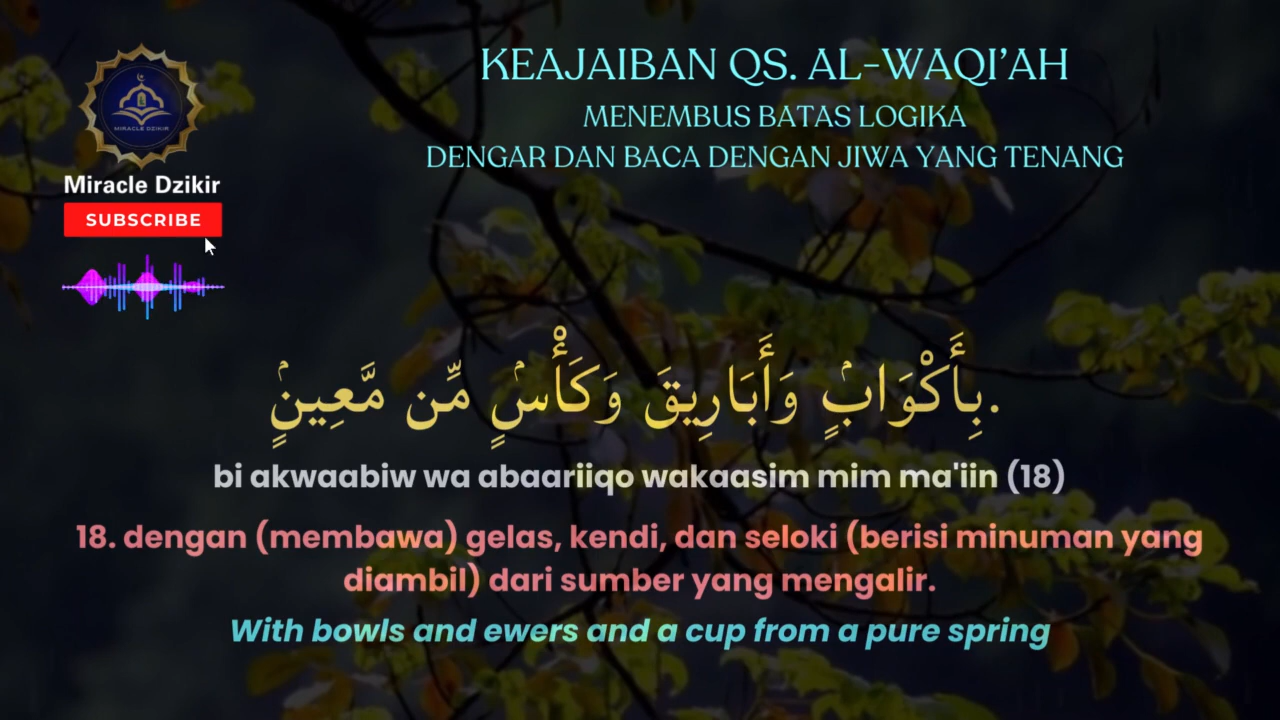 KEAJAIBAN QS. AL-WAQI'AH
MENEMBUS BATAS LOGIKA
DENGAR DAN BACA DENGAN JIWA YANG TENANG
MIRACLE DZIKIR
Miracle Dzikir
SUBSCRIBE
بِأَكْوَابٍۢ وَأَبَارِيقَ وَكَأْسٍۢ مِّن مَّعِينٍۢ.
bi akwaabiw wa abaariiqo wakaasim mim ma'iin (18)
18. dengan (membawa) gelas, kendi, dan seloki (berisi minuman yang
diambil) dari sumber yang mengalir.
With bowls and ewers and a cup from a pure spring